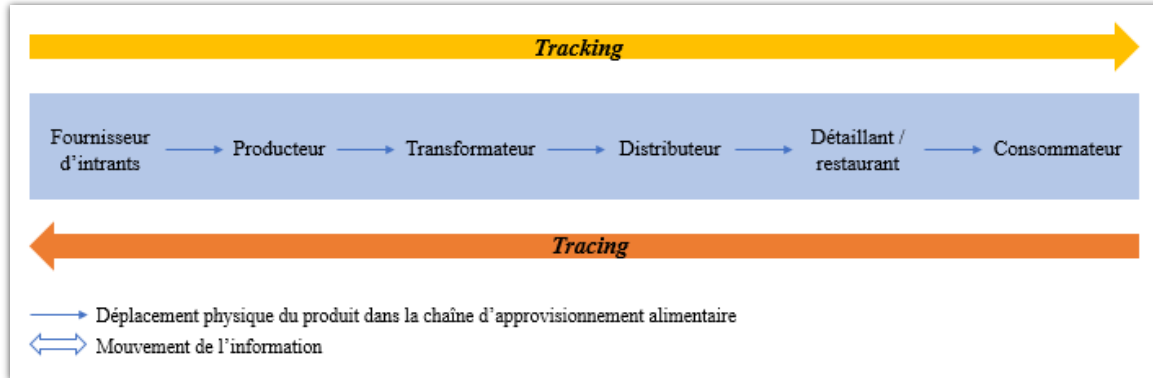 Tracking
Fournisseur
d’intrants
Producteur
Transformateur
Distributeur
Détaillant /
restaurant
Consommateur
Tracing
Déplacement physique du produit dans la chaîne d’approvisionnement alimentaire
Mouvement de l’information